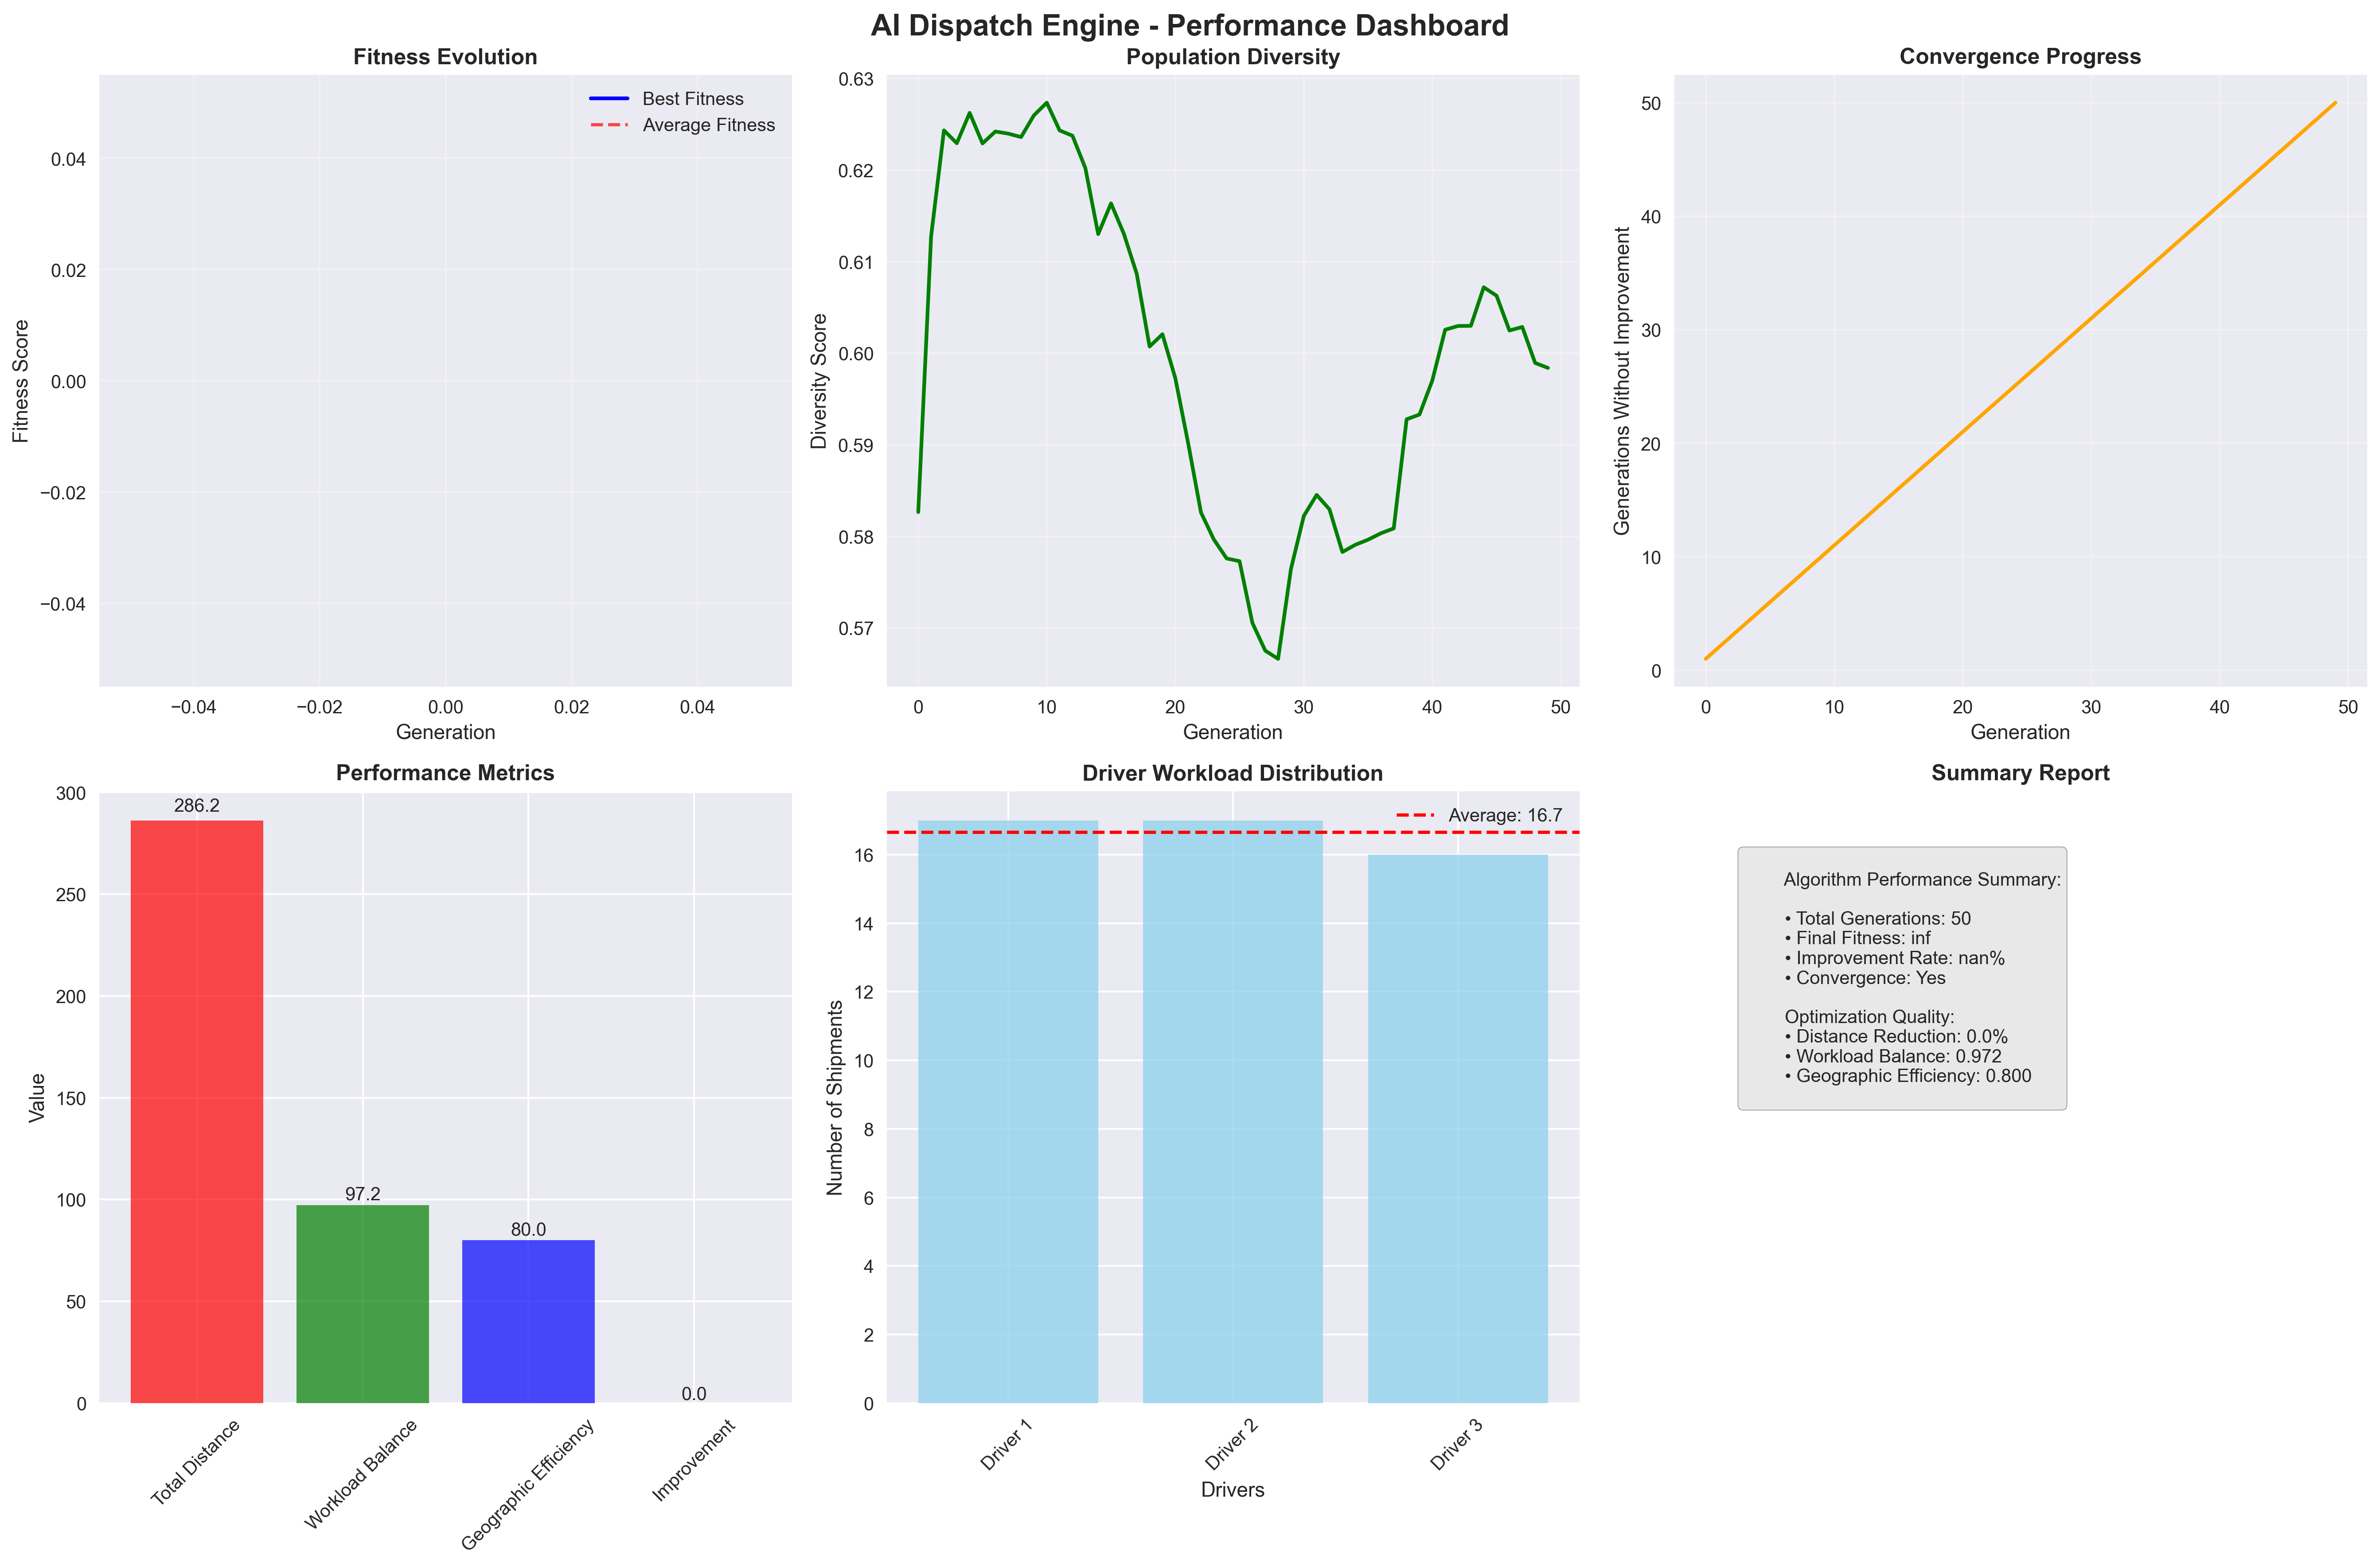 AI Dispatch Engine - Performance Dashboard
Fitness Evolution
Best Fitness
Average Fitness
0.04
0.02
0.00
−0.02
−0.04
Fitness Score
−0.04 −0.02 0.00 0.02 0.04
Generation
Population Diversity
0.63
0.62
0.61
0.60
0.59
0.58
0.57
Diversity Score
0 10 20 30 40 50
Generation
Convergence Progress
50
40
30
20
10
0
Generations Without Improvement
0 10 20 30 40 50
Generation
Performance Metrics
300
250
200
150
100
50
0
Value
286.2
97.2
80.0
0.0
Total Distance
Workload Balance
Geographic Efficiency
Improvement
Driver Workload Distribution
Average: 16.7
16
14
12
10
8
6
4
2
0
Number of Shipments
Driver 1
Driver 2
Driver 3
Drivers
Summary Report
Algorithm Performance Summary:
• Total Generations: 50
• Final Fitness: inf
• Improvement Rate: nan%
• Convergence: Yes
Optimization Quality:
• Distance Reduction: 0.0%
• Workload Balance: 0.972
• Geographic Efficiency: 0.800